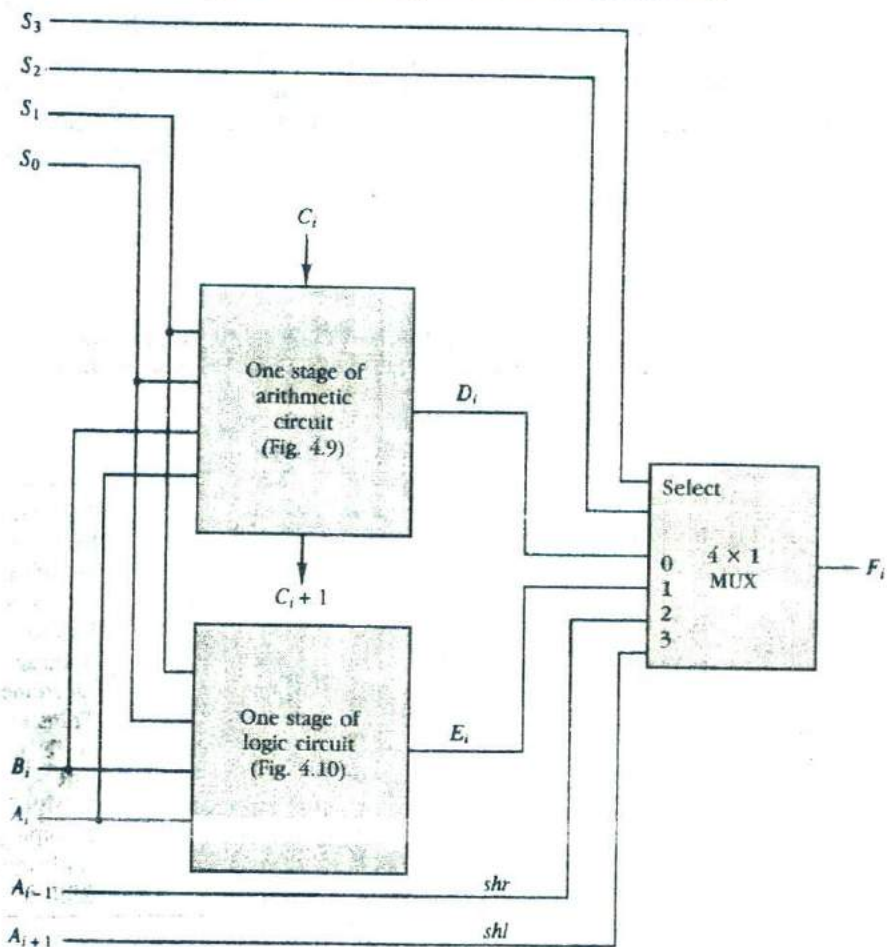 S3
S2
S1
S0
Ci
One stage of
arithmetic
circuit
(Fig. 4.9)
Di
Select
0
1
2
3
4 × 1
MUX
Fi
Ci + 1
One stage of
logic circuit
(Fig. 4.10)
Ei
Bi
Ai
Ai-1
shr
Ai+1
shl